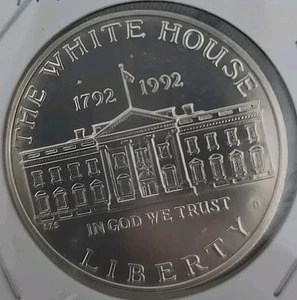 THE WHITE HOUSE
1792 1992
IN GOD WE TRUST
D
LIBERTY